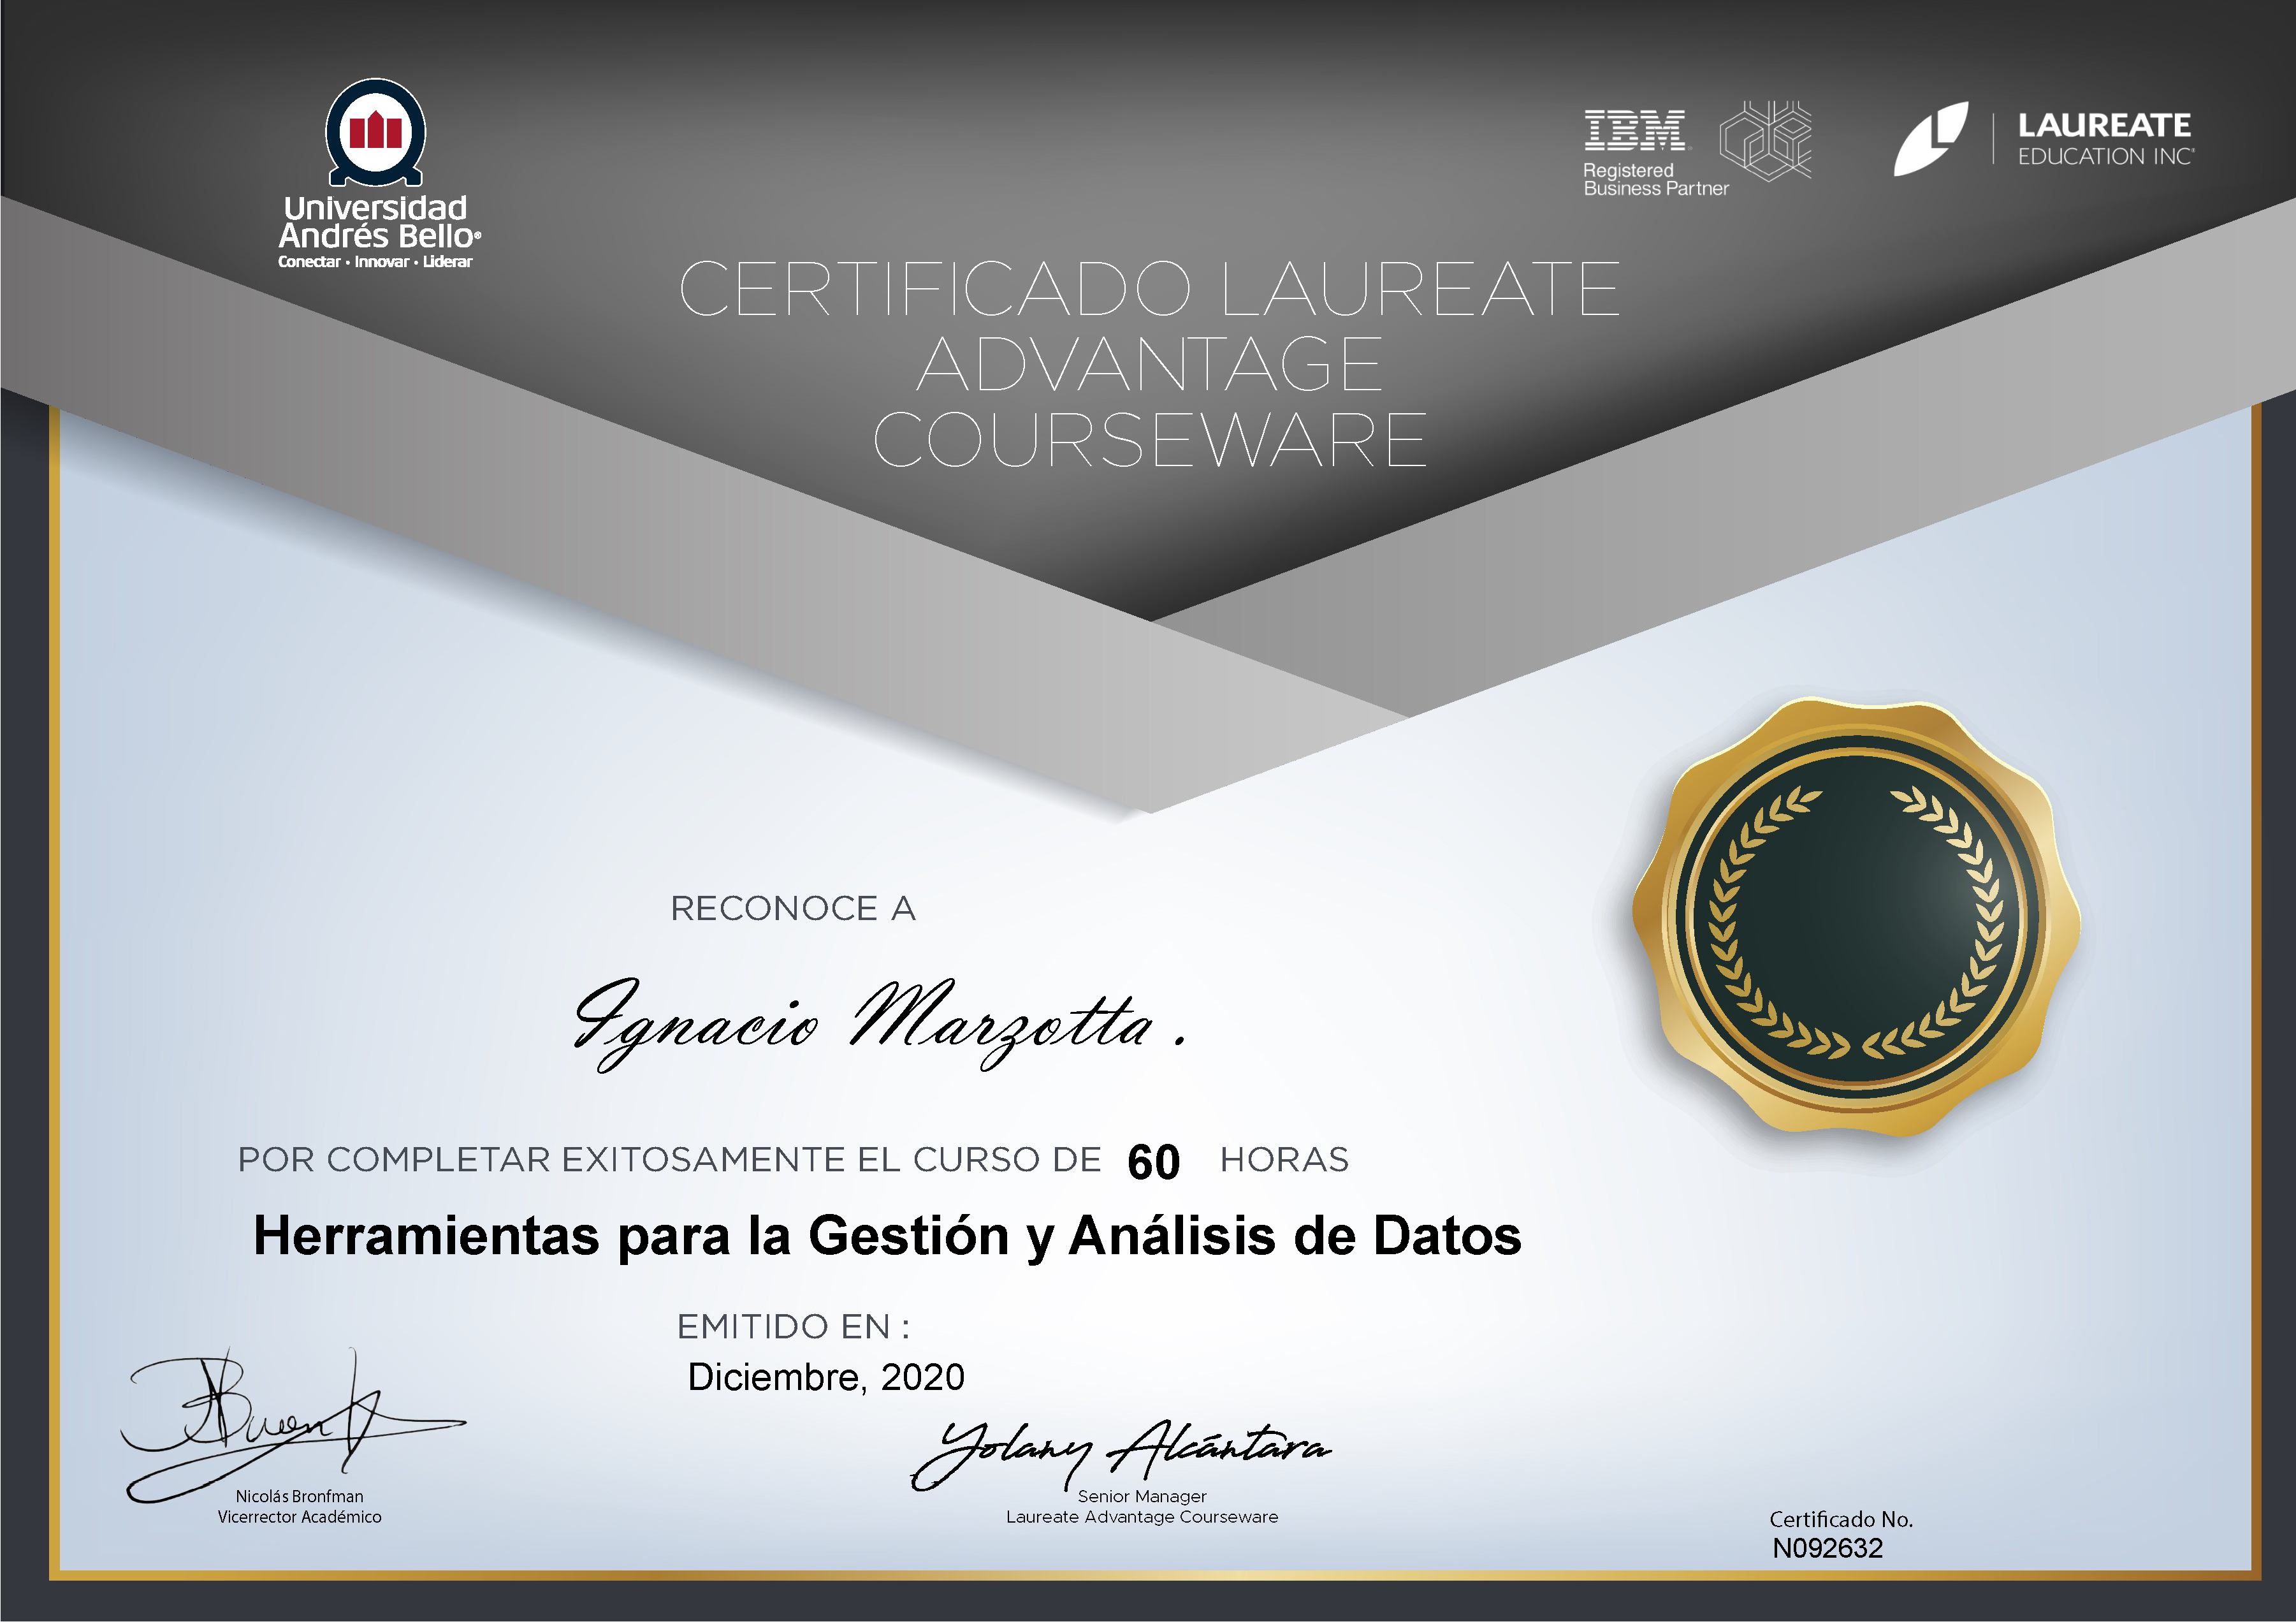 Universidad
Andrés Bello®
Conectar • Innovar • Liderar
IBM
Registered
Business Partner
LAUREATE
EDUCATION INC®
CERTIFICADO LAUREATE
ADVANTAGE
COURSEWARE
RECONOCE A
Ignacio Marzotta .
POR COMPLETAR EXITOSAMENTE EL CURSO DE 60 HORAS
Herramientas para la Gestión y Análisis de Datos
EMITIDO EN :
Diciembre, 2020
Yolany Alcántara
Nicolás Bronfman
Vicerrector Académico
Senior Manager
Laureate Advantage Courseware
Certificado No.
N092632